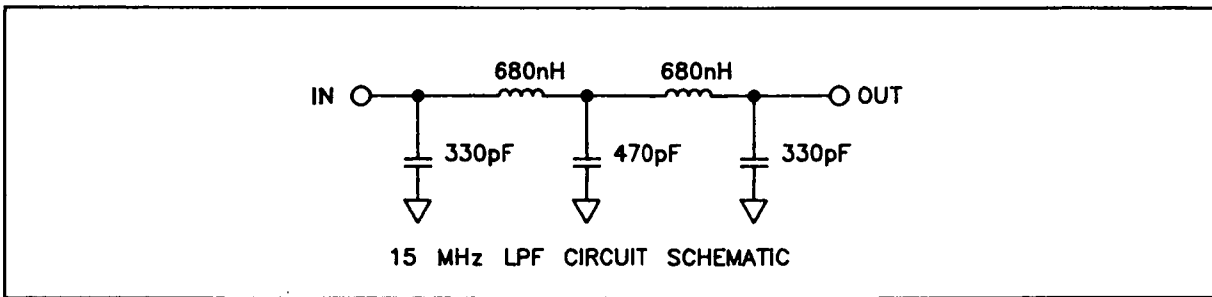 680nH 680nH
IN OUT
330pF 470pF 330pF
15 MHz LPF CIRCUIT SCHEMATIC